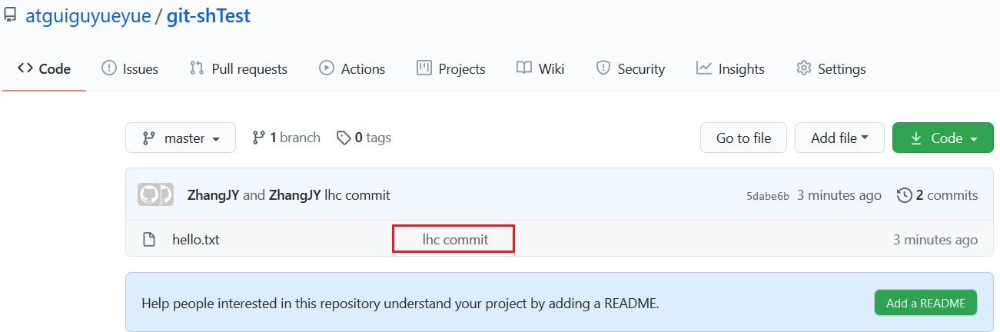 atguiguyueyue / git-shTest
Code Issues Pull requests Actions Projects Wiki Security Insights Settings
master 1 branch 0 tags Go to file Add file Code
ZhangJY and ZhangJY lhc commit 5dabe6b 3 minutes ago 2 commits
hello.txt lhc commit 3 minutes ago
Help people interested in this repository understand your project by adding a README. Add a README